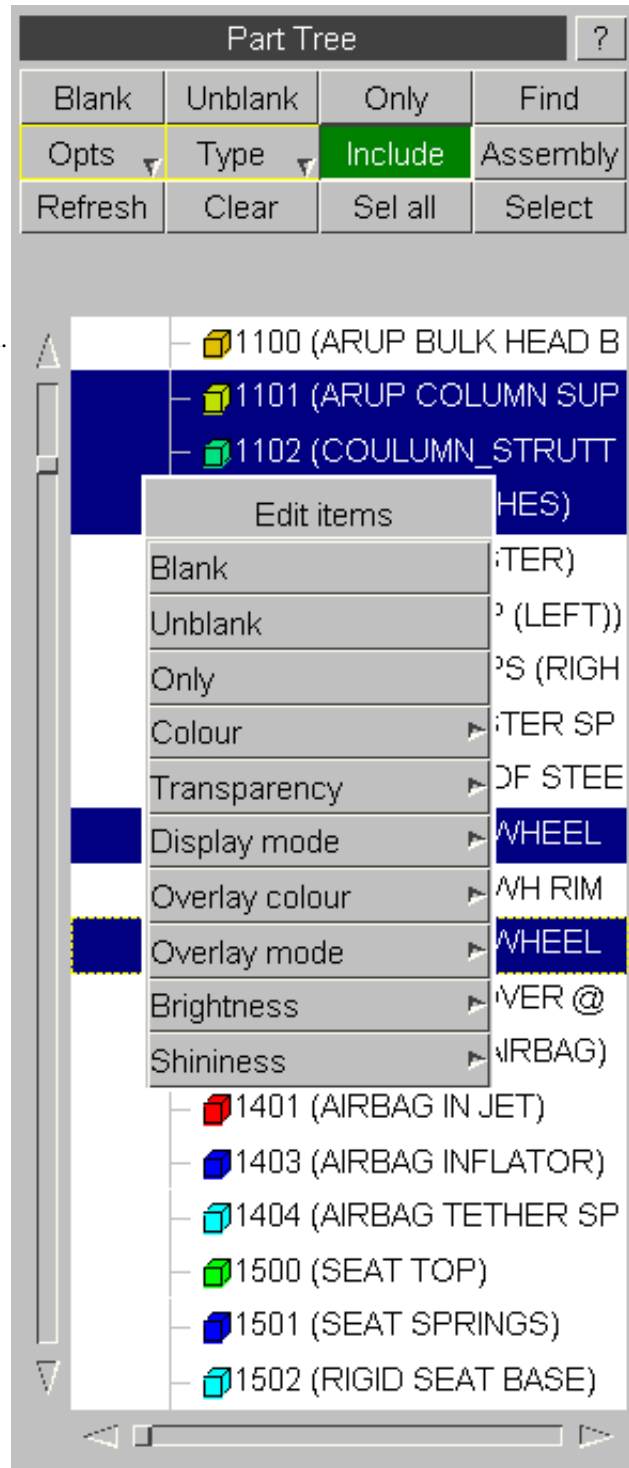 Part Tree ?
Blank Unblank Only Find
Opts Type Include Assembly
Refresh Clear Sel all Select
.
1100 (ARUP BULK HEAD B
1101 (ARUP COLUMN SUP
1102 (COULUMN_STRUTT
Edit items HES)
Blank TER)
Unblank (LEFT))
Only PS (RIGH
Colour TER SP
Transparency OF STEE
Display mode WHEEL
Overlay colour WH RIM
Overlay mode WHEEL
Brightness VER @
Shininess AIRBAG)
1401 (AIRBAG IN JET)
1403 (AIRBAG INFLATOR)
1404 (AIRBAG TETHER SP
1500 (SEAT TOP)
1501 (SEAT SPRINGS)
1502 (RIGID SEAT BASE)